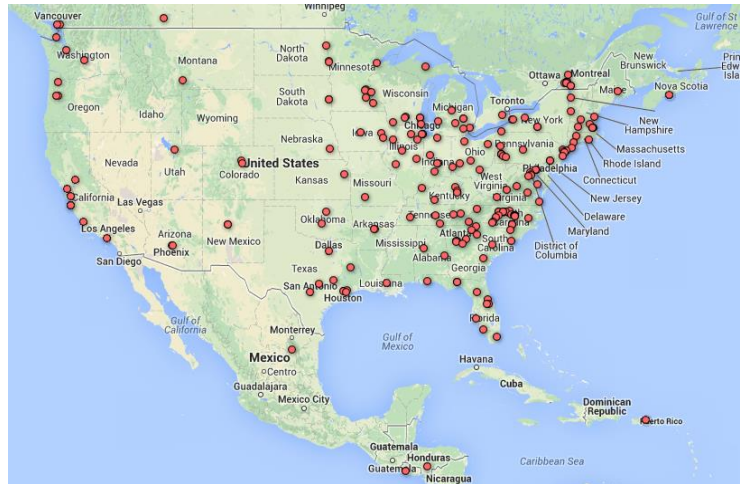 Vancouver
Winnipeg
Gulf of St
Lawrence
Washington
Montana
North
Dakota
Minnesota
Ottawa
Montreal
New
Brunswick
Prin
Edwa
Isla
Maine
Nova Scotia
Oregon
Idaho
South
Dakota
Wisconsin
Michigan
Toronto
New York
New
Hampshire
Wyoming
Iowa
Chicago
Massachusetts
Nebraska
Illinois
Indiana
Ohio
Pennsylvania
Rhode Island
Nevada
Utah
Colorado
United States
Philadelphia
Connecticut
California
Kansas
Missouri
West
Virginia
Kentucky
Virginia
New Jersey
Las Vegas
Delaware
Maryland
Los Angeles
Oklahoma
Arkansas
Tennessee
Carolina
Arizona
New Mexico
Phoenix
Mississippi
Atlanta
South
Carolina
District of
Columbia
San Diego
Dallas
Alabama
Texas
Georgia
San Antonio
Louisiana
Houston
Gulf of
California
Monterrey
Florida
Gulf of
Mexico
Mexico
Centro
Havana
Guadalajara
Mexico City
Cuba
Dominican
Republic
Puerto Rico
Guatemala
Guatemala
Honduras
Nicaragua
Caribbean Sea